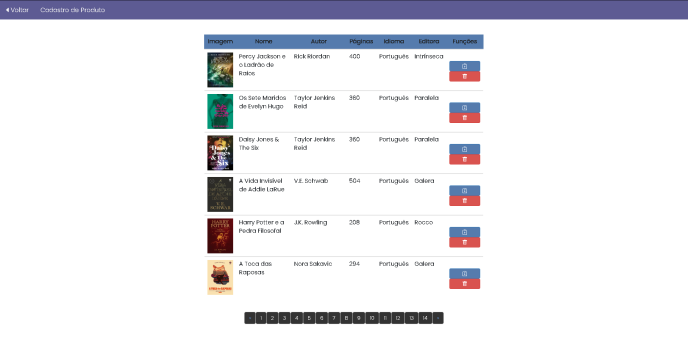 Voltar Cadastro de Produto
Imagem Nome Autor Páginas Idioma Editora Funções
Percy Jackson e o Ladrão de Raios Rick Riordan 400 Português Intrínseca
Os Sete Maridos de Evelyn Hugo Taylor Jenkins Reid 360 Português Paralela
Daisy Jones & The Six Taylor Jenkins Reid 360 Português Paralela
A Vida Invisível de Addie LaRue V.E. Schwab 504 Português Galera
Harry Potter e a Pedra Filosofal J.K. Rowling 208 Português Rocco
A Toca das Raposas Nora Sakavic 294 Português Galera
1 2 3 4 5 6 7 8 9 10 11 12 13 14